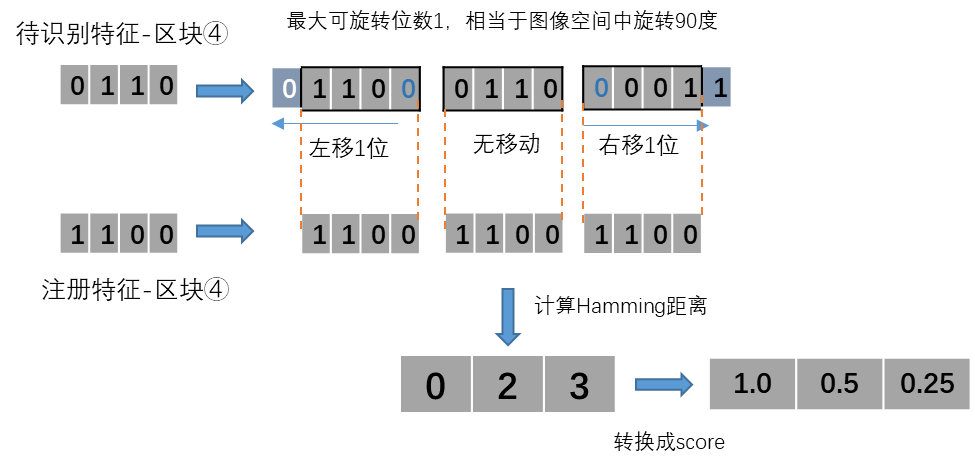 最大可旋转位数1，相当于图像空间中旋转90度
待识别特征-区块④
0 1 1 0
0 1 1 0 0
0 1 1 0
0 0 0 1 1
左移1位
无移动
右移1位
1 1 0 0
1 1 0 0
1 1 0 0
1 1 0 0
注册特征-区块④
计算Hamming距离
0 2 3
1.0 0.5 0.25
转换成score